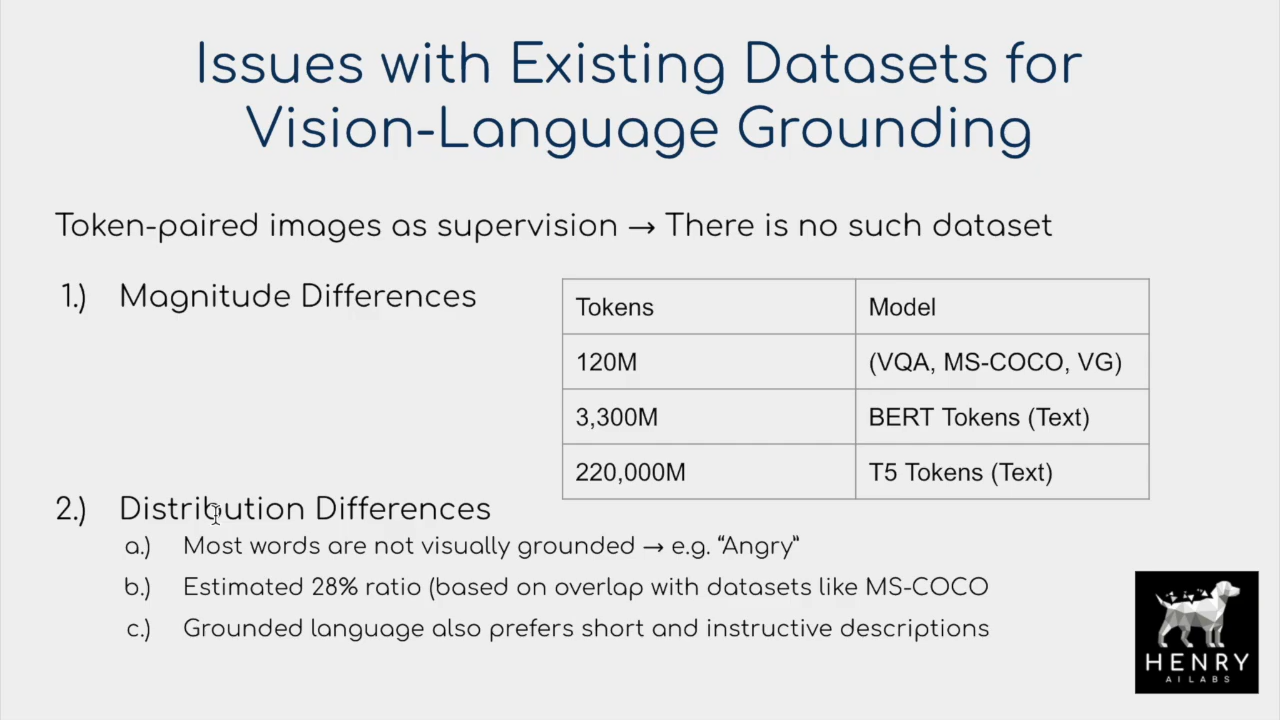 Issues with Existing Datasets for
Vision-Language Grounding
Token-paired images as supervision → There is no such dataset
1.) Magnitude Differences
Tokens Model
120M (VQA, MS-COCO, VG)
3,300M BERT Tokens (Text)
220,000M T5 Tokens (Text)
2.) Distribution Differences
a.) Most words are not visually grounded → e.g. “Angry”
b.) Estimated 28% ratio (based on overlap with datasets like MS-COCO
c.) Grounded language also prefers short and instructive descriptions
HENRY
AI LABS